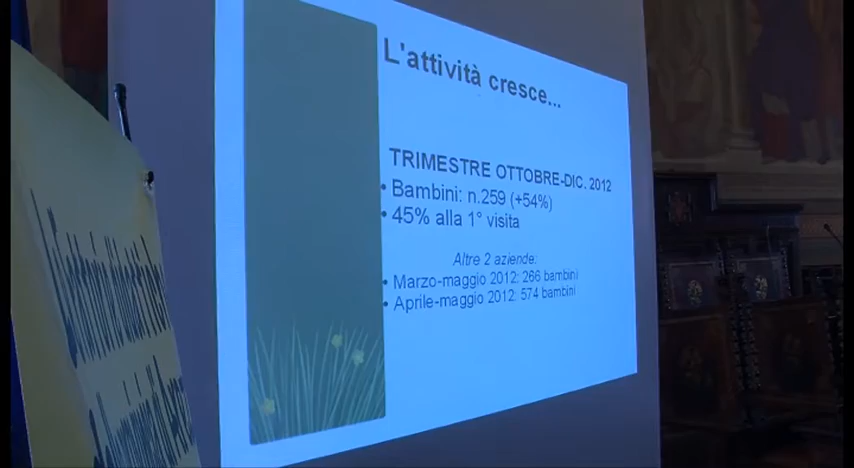 L'attività cresce...
TRIMESTRE OTTOBRE-DIC. 2012
• Bambini: n.259 (+54%)
• 45% alla 1° visita
Altre 2 aziende:
• Marzo-maggio 2012: 266 bambini
• Aprile-maggio 2012: 574 bambini